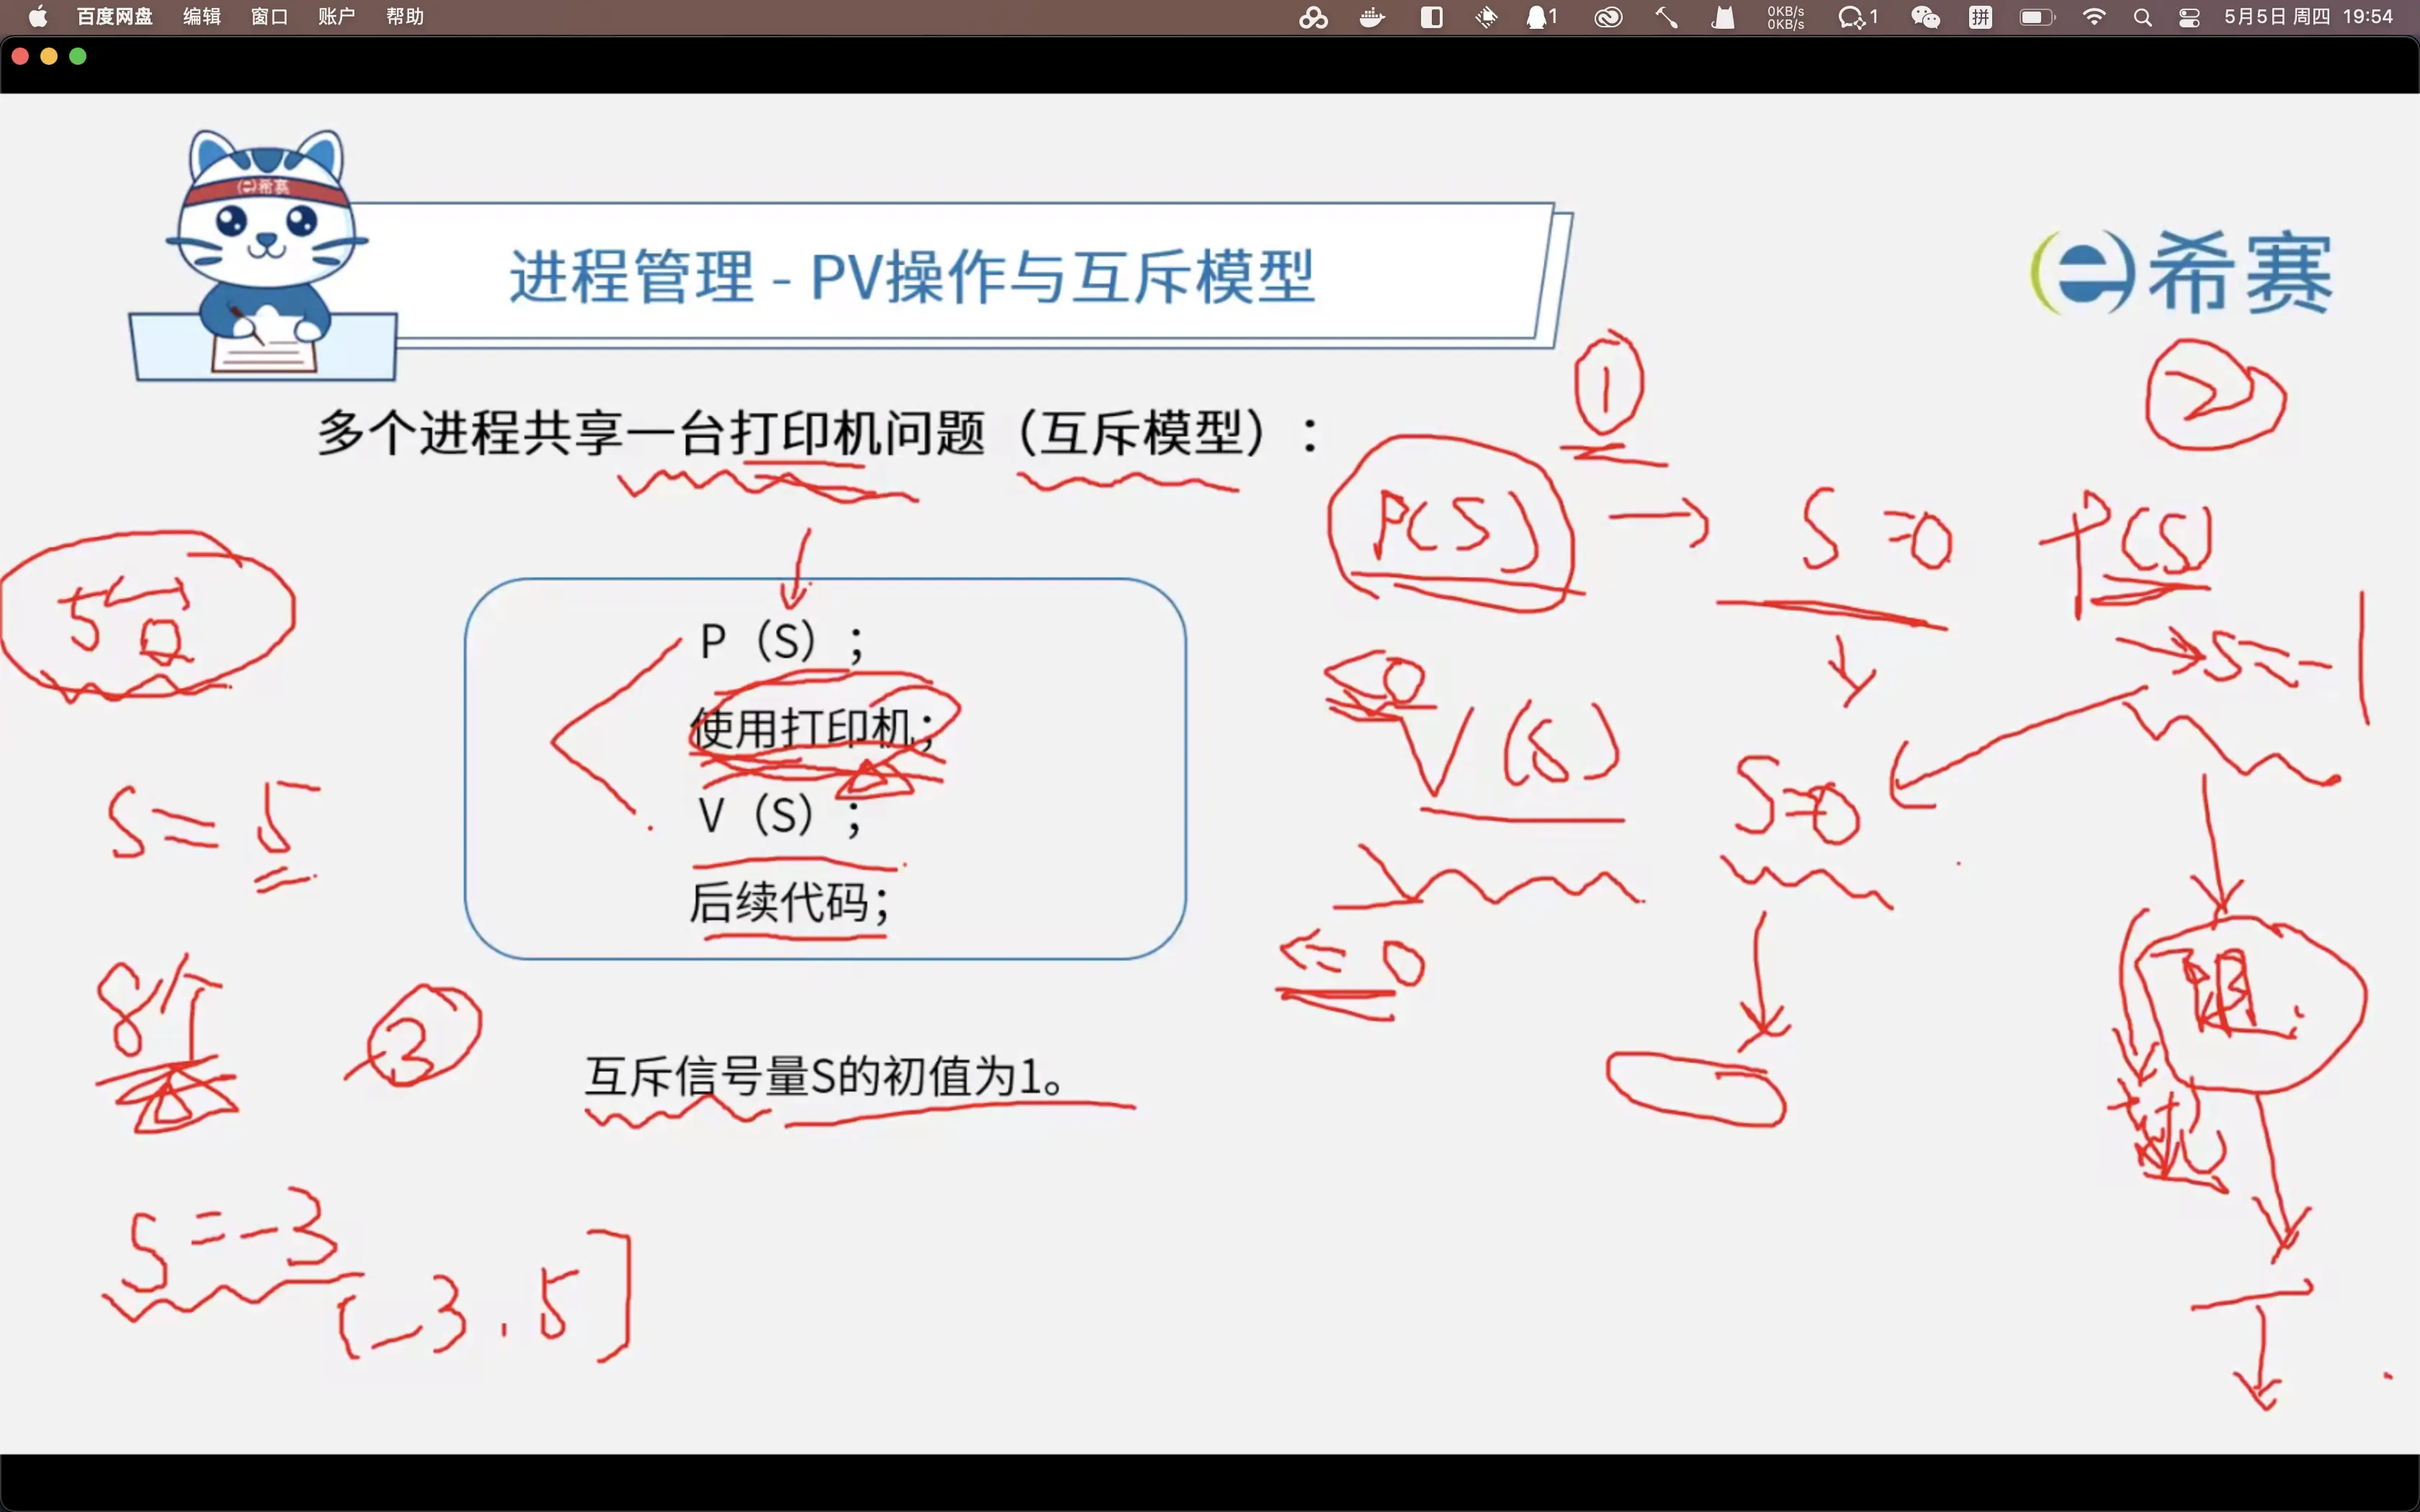 百度网盘 编辑 窗口 账户 帮助 1 0KB/s 0KB/s 1 拼 5月5日 周四 19:54
希赛
进程管理 - PV操作与互斥模型
希赛
① ②
多个进程共享一台打印机问题（互斥模型）：
P(S) → S=0 P(S)
5台
→S=-1
P（S）；
<0
使用打印机；
V(S) S=0
V（S）；
S=5
后续代码；
<=0
阻
8个 -3
互斥信号量S的初值为1。
就
S=-3
[-3,5]